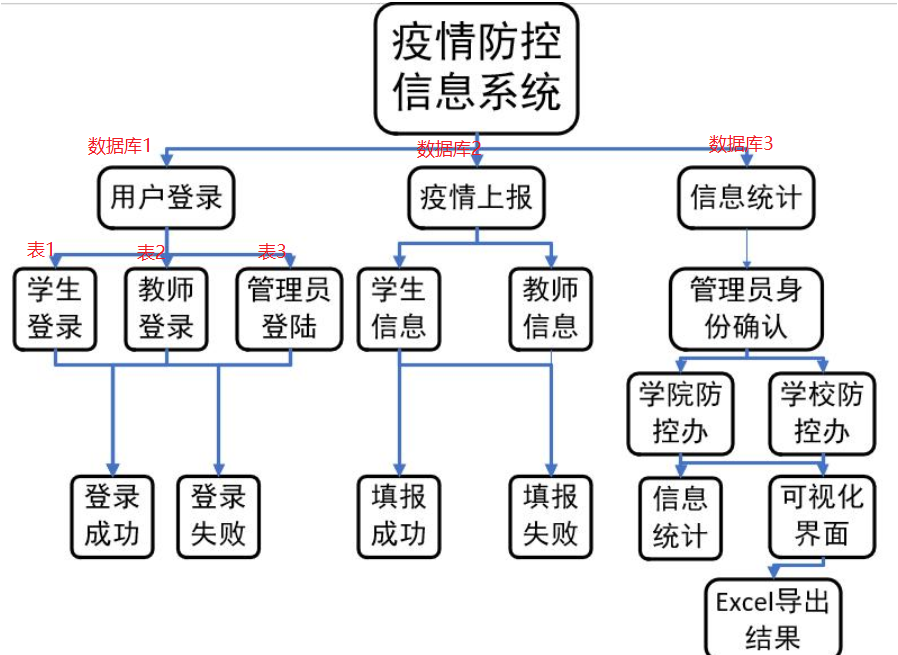 疫情防控
信息系统
数据库1
数据库2
数据库3
用户登录
疫情上报
信息统计
表1
表2
表3
学生
登录
教师
登录
管理员
登陆
学生
信息
教师
信息
管理员身
份确认
学院防
控办
学校防
控办
登录
成功
登录
失败
填报
成功
填报
失败
信息
统计
可视化
界面
Excel导出
结果